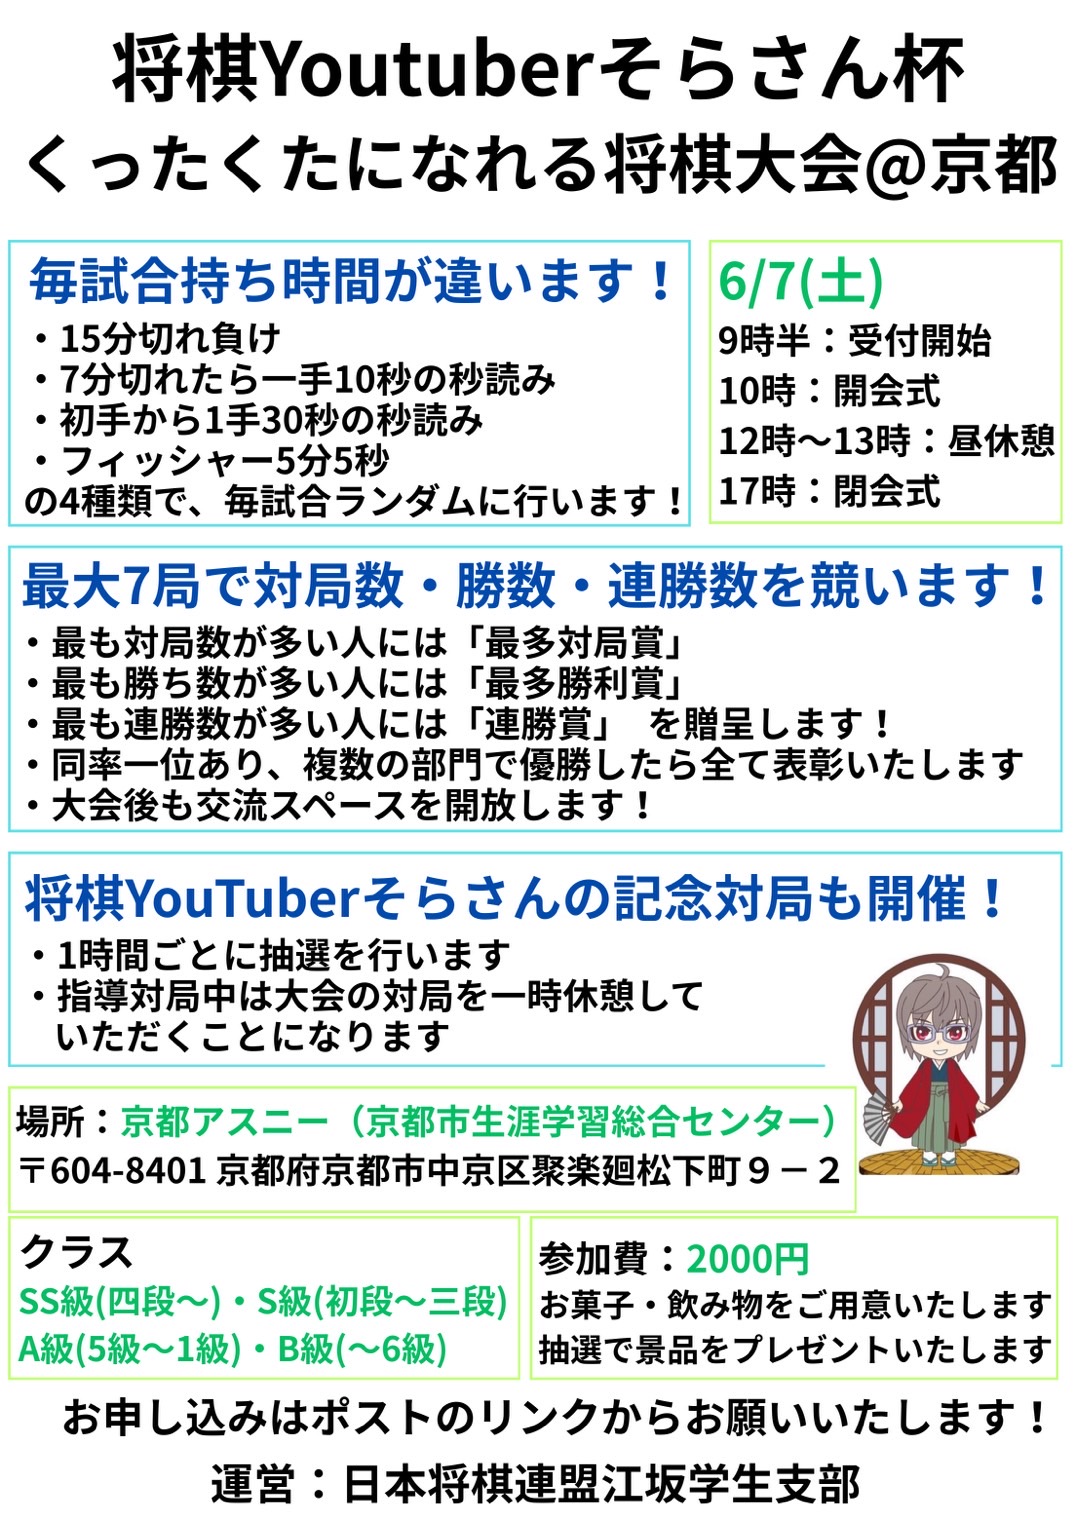 将棋Youtuberそらさん杯
くったくたになれる将棋大会@京都
毎試合持ち時間が違います！
・15分切れ負け
・7分切れたら一手10秒の秒読み
・初手から1手30秒の秒読み
・フィッシャー5分5秒
の4種類で、毎試合ランダムに行います！
6/7(土)
9時半：受付開始
10時：開会式
12時～13時：昼休憩
17時：閉会式
最大7局で対局数・勝数・連勝数を競います！
・最も対局数が多い人には「最多対局賞」
・最も勝ち数が多い人には「最多勝利賞」
・最も連勝数が多い人には「連勝賞」 を贈呈します！
・同率一位あり、複数の部門で優勝したら全て表彰いたします
・大会後も交流スペースを開放します！
将棋YouTuberそらさんの記念対局も開催！
・1時間ごとに抽選を行います
・指導対局中は大会の対局を一時休憩して
いただくことになります
場所：京都アスニー（京都市生涯学習総合センター）
〒604-8401 京都府京都市中京区聚楽廻松下町９－２
クラス
SS級(四段～)・S級(初段～三段)
A級(5級～1級)・B級(～6級)
参加費：2000円
お菓子・飲み物をご用意いたします
抽選で景品をプレゼントいたします
お申し込みはポストのリンクからお願いいたします！
運営：日本将棋連盟江坂学生支部